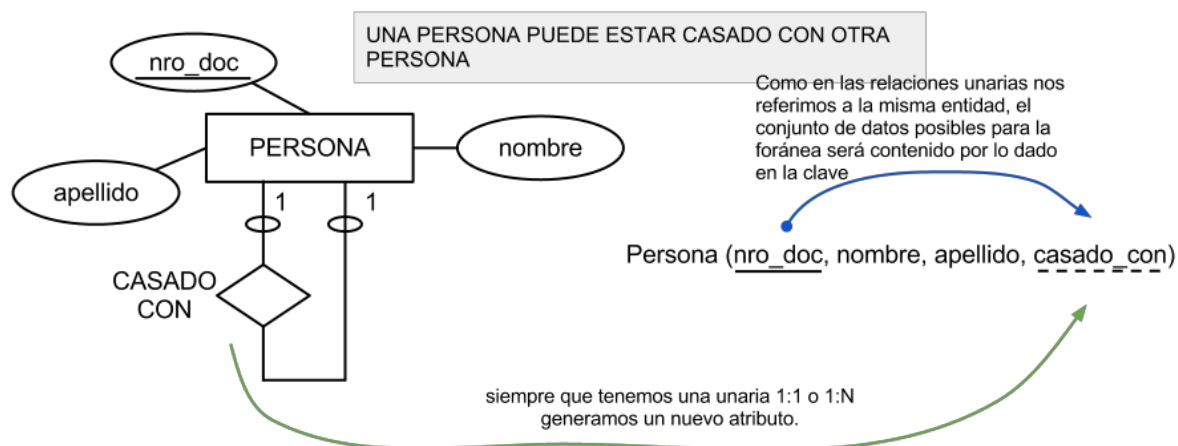 UNA PERSONA PUEDE ESTAR CASADO CON OTRA
PERSONA
nro_doc
PERSONA
nombre
apellido
1
1
CASADO
CON
Como en las relaciones unarias nos
referimos a la misma entidad, el
conjunto de datos posibles para la
foránea será contenido por lo dado
en la clave
Persona (nro_doc, nombre, apellido, casado_con)
siempre que tenemos una unaria 1:1 o 1:N
generamos un nuevo atributo.